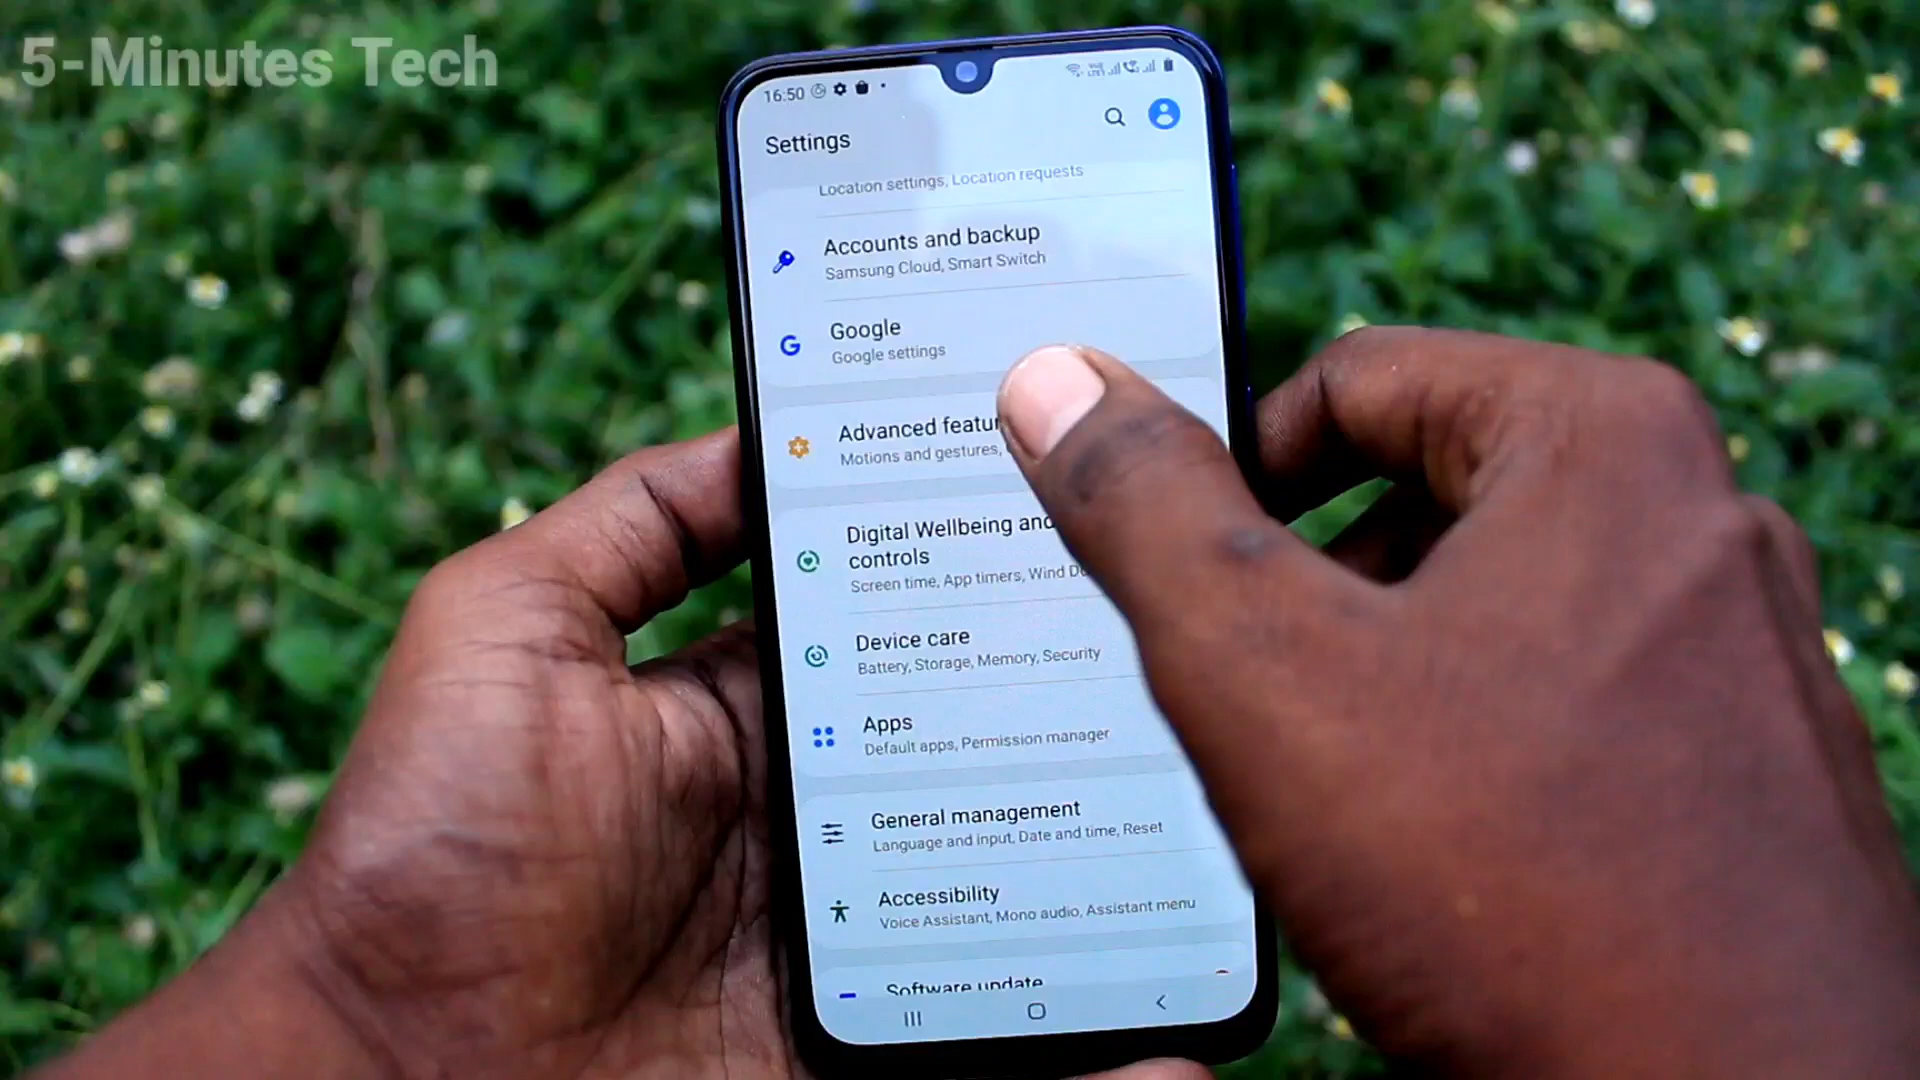 5-Minutes Tech
16:50
Settings
Location settings, Location requests
Accounts and backup
Samsung Cloud, Smart Switch
Google
Google settings
Advanced featur
Motions and gestures,
Digital Wellbeing and
controls
Screen time, App timers, Wind Do
Device care
Battery, Storage, Memory, Security
Apps
Default apps, Permission manager
General management
Language and input, Date and time, Reset
Accessibility
Voice Assistant, Mono audio, Assistant menu
Software update